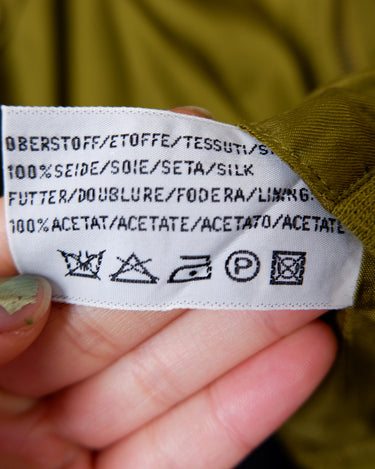 OBERSTOFF/ETOFFE/TESSUTI/S
100%SEIDE/SOIE/SETA/SILK
FUTTER/DOUBLURE/FODERA/LINING:
100%ACETAT/ACETATE/ACETATO/ACETATE
P